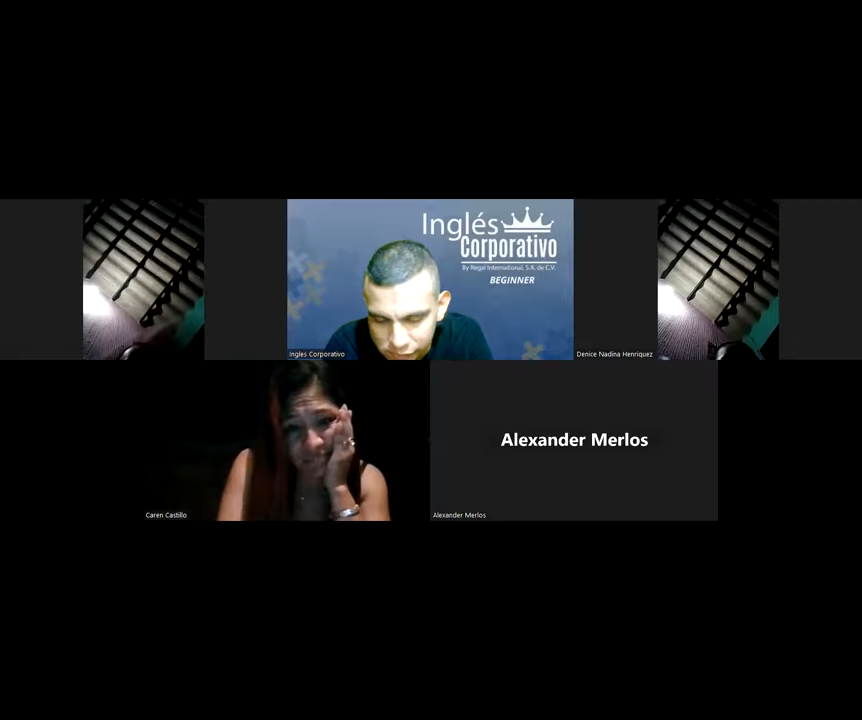 Inglés
Corporativo
By Regal International, S.A. de C.V.
BEGINNER
Ingles Corporativo
Denice Nadina Henriquez
Alexander Merlos
Caren Castillo
Alexander Merlos